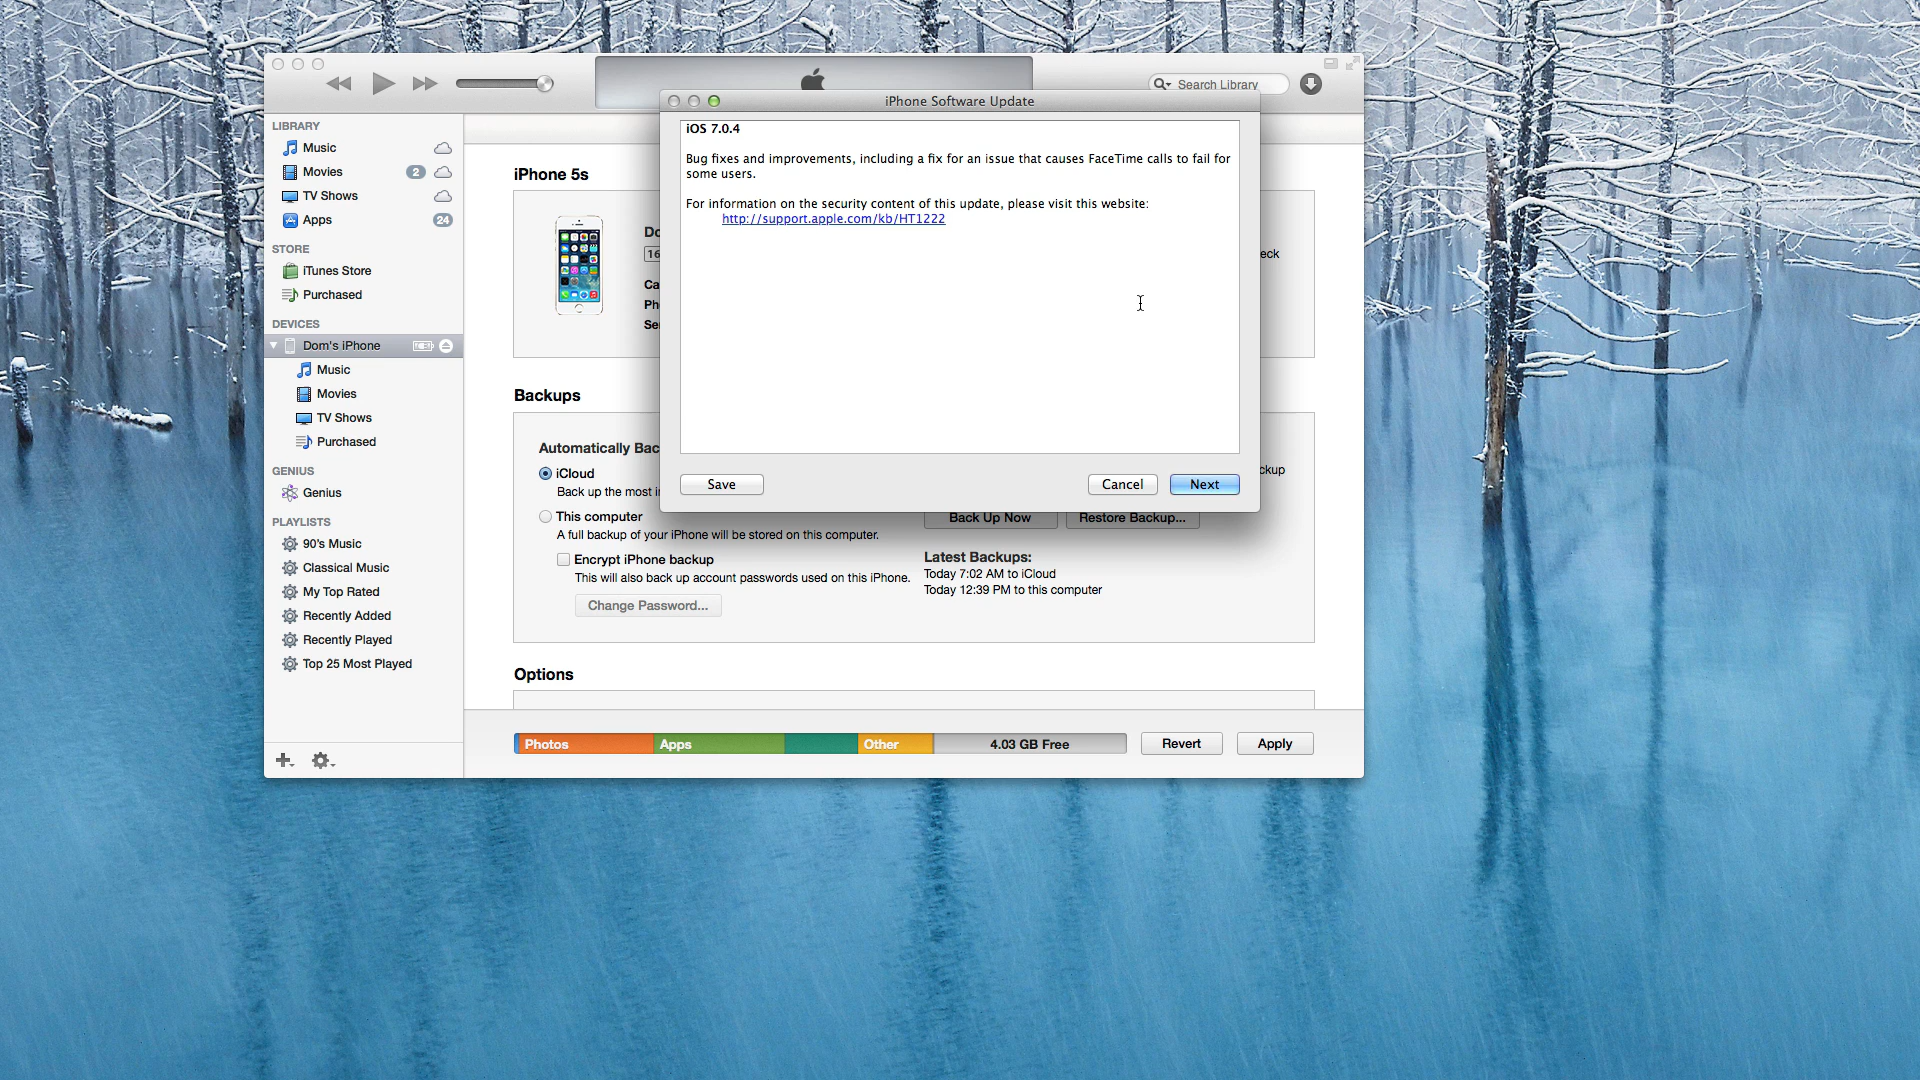 Search Library
iPhone Software Update
iOS 7.0.4
Bug fixes and improvements, including a fix for an issue that causes FaceTime calls to fail for
some users.
For information on the security content of this update, please visit this website:
http://support.apple.com/kb/HT1222
Save
Cancel
Next
LIBRARY
Music
Movies
2
TV Shows
Apps
24
STORE
iTunes Store
Purchased
DEVICES
Dom's iPhone
Music
Movies
TV Shows
Purchased
GENIUS
Genius
PLAYLISTS
90's Music
Classical Music
My Top Rated
Recently Added
Recently Played
Top 25 Most Played
iPhone 5s
16
Backups
Automatically Bac
iCloud
Back up the most
This computer
A full backup of your iPhone will be stored on this computer.
Encrypt iPhone backup
This will also back up account passwords used on this iPhone.
Change Password...
Back Up Now
Restore Backup...
Latest Backups:
Today 7:02 AM to iCloud
Today 12:39 PM to this computer
Options
Photos
Apps
Other
4.03 GB Free
Revert
Apply